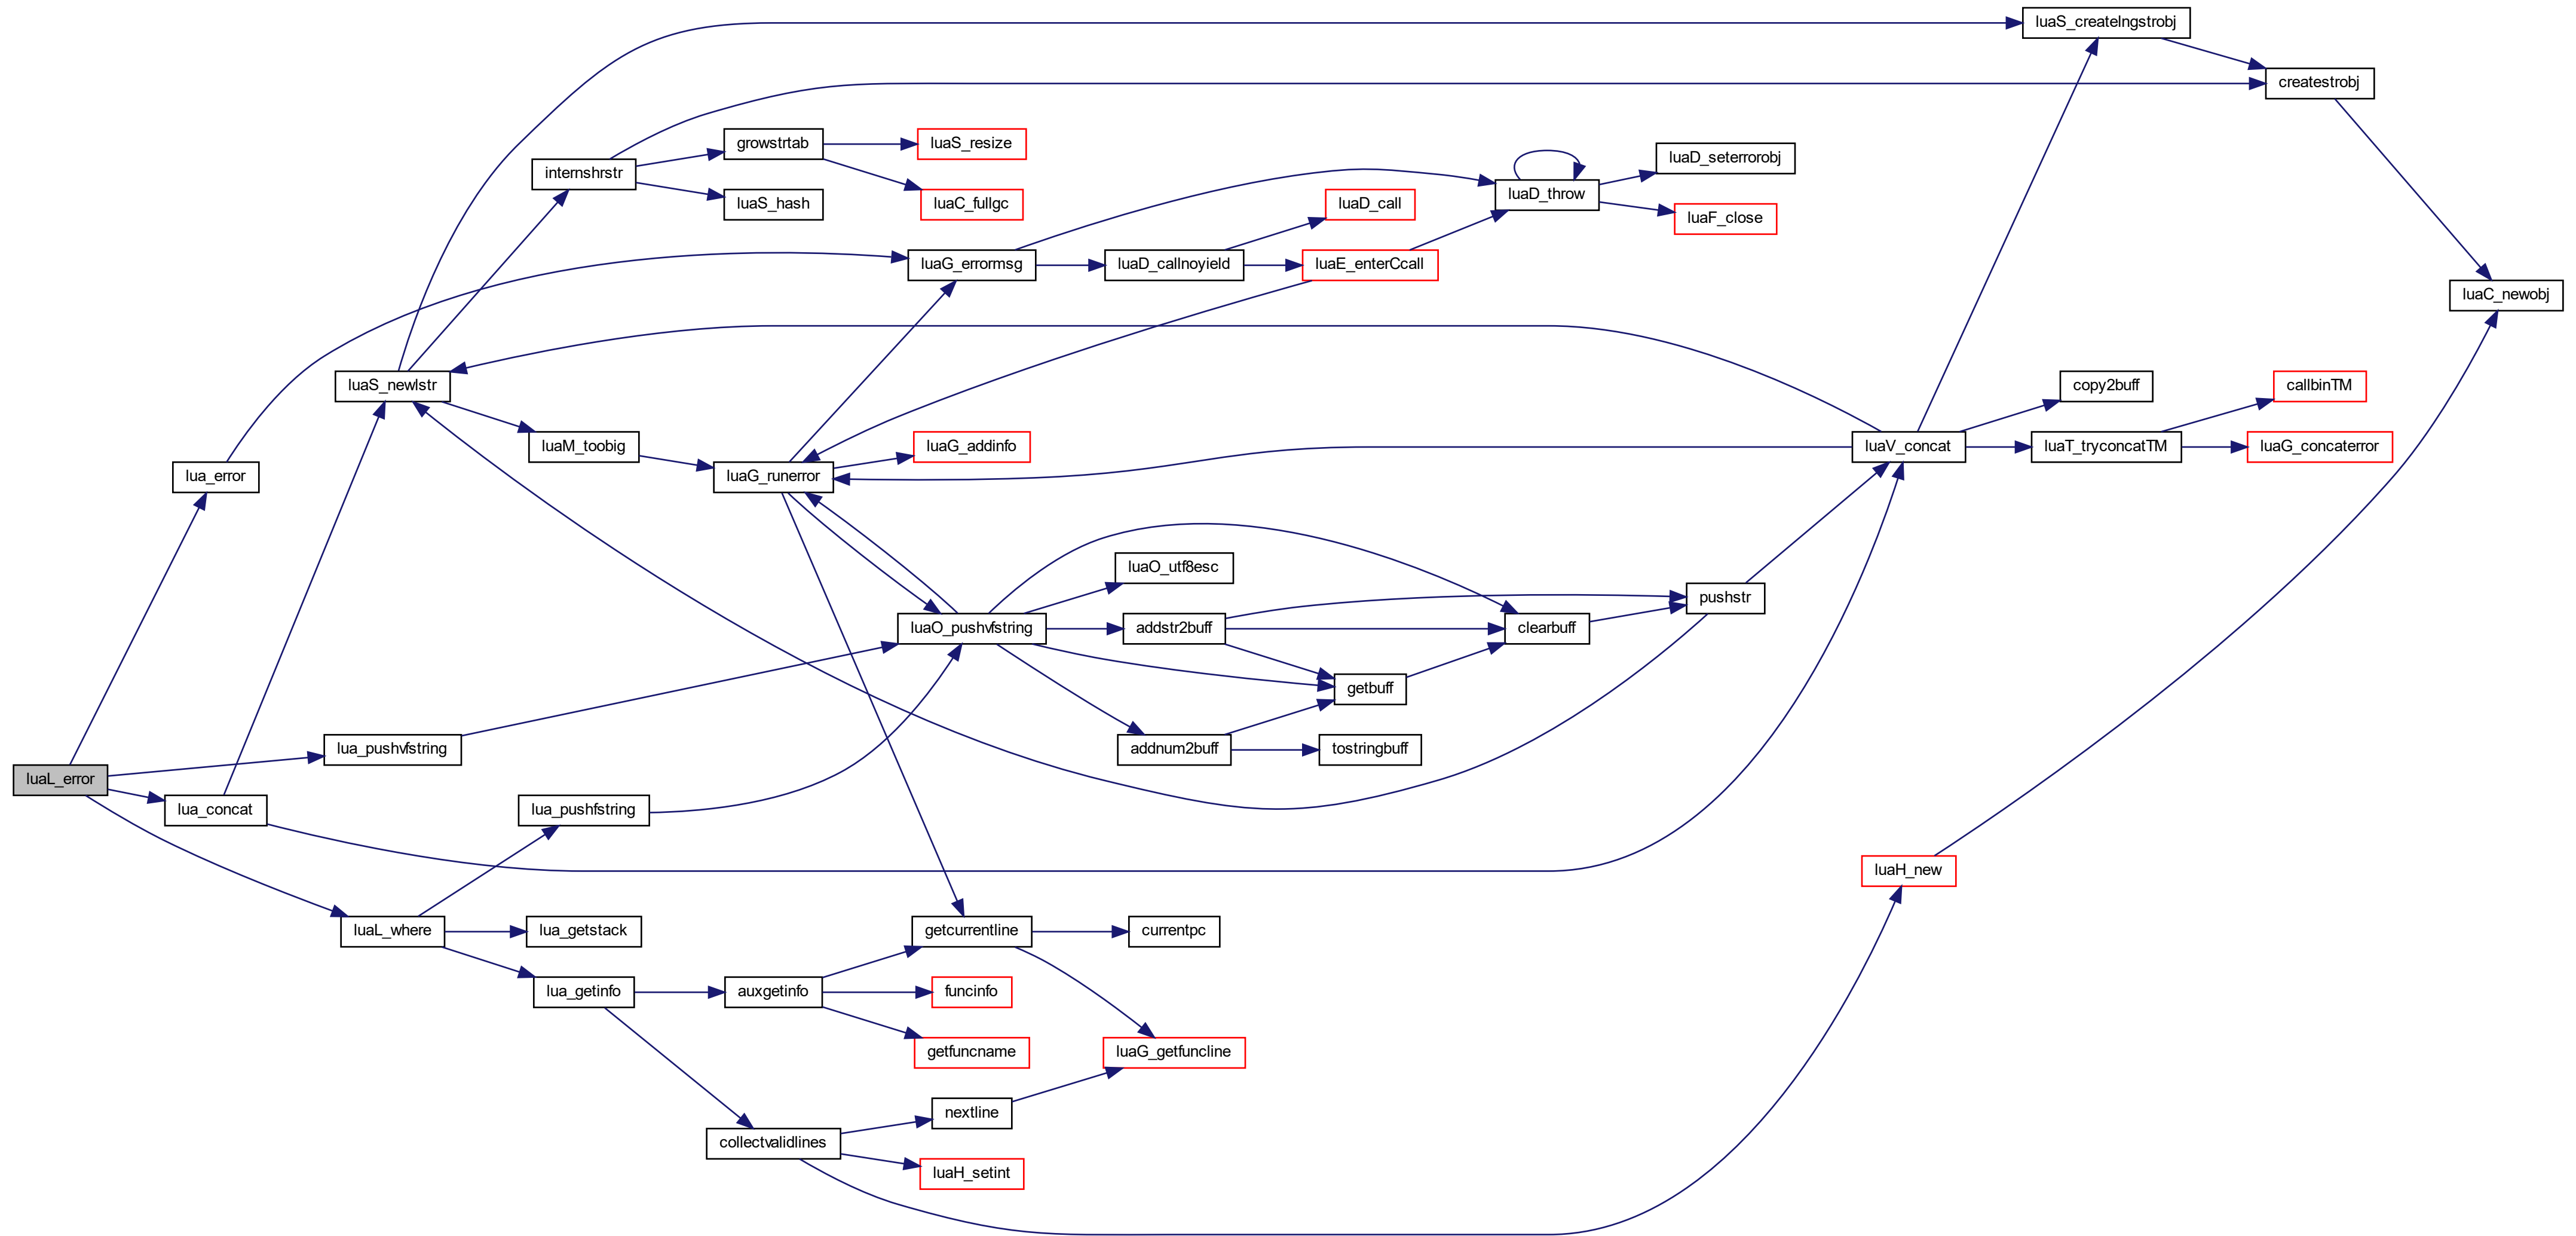 luaS_createlngstrobj
createstrobj
growstrtab
luaS_resize
luaD_seterrorobj
internshrstr
luaS_hash
luaC_fullgc
luaD_call
luaD_throw
luaF_close
luaG_errormsg
luaD_callnoyield
luaE_enterCcall
luaC_newobj
luaS_newlstr
copy2buff
callbinTM
luaM_toobig
luaG_addinfo
luaV_concat
luaT_tryconcatTM
luaG_concaterror
lua_error
luaG_runerror
luaO_utf8esc
pushstr
luaO_pushvfstring
addstr2buff
clearbuff
getbuff
lua_pushvfstring
addnum2buff
tostringbuff
luaL_error
lua_concat
lua_pushfstring
luaH_new
luaL_where
lua_getstack
getcurrentline
currentpc
lua_getinfo
auxgetinfo
funcinfo
getfuncname
luaG_getfuncline
nextline
collectvalidlines
luaH_setint